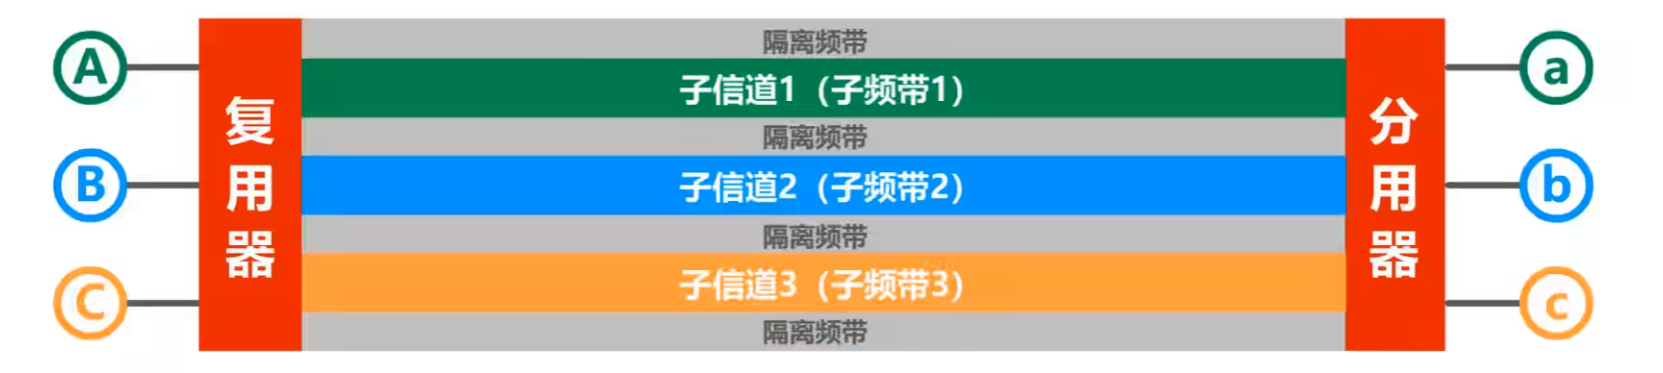 A
复用器
隔离频带
子信道1（子频带1）
隔离频带
B
子信道2（子频带2）
隔离频带
C
子信道3（子频带3）
隔离频带
分用器
a
b
c